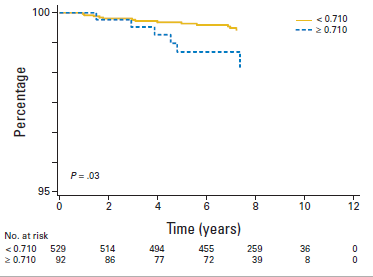 100
< 0.710
≥ 0.710
Percentage
P = .03
95
0 2 4 6 8 10 12
Time (years)
No. at risk
< 0.710 529 514 494 455 259 36 0
≥ 0.710 92 86 77 72 39 8 0